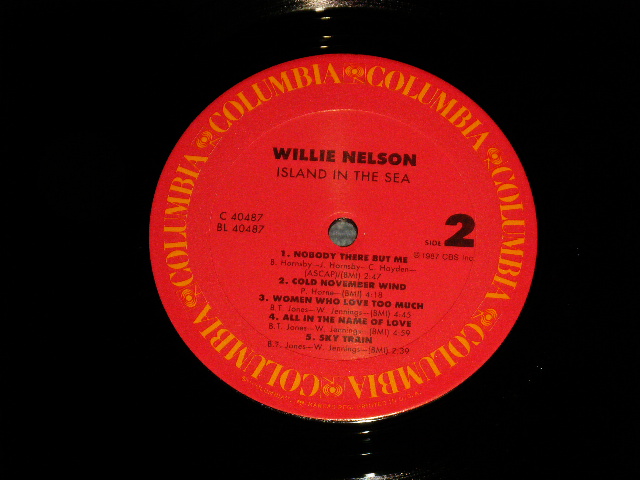 COLUMBIA COLUMBIA COLUMBIA COLUMBIA COLUMBIA COLUMBIA
WILLIE NELSON
ISLAND IN THE SEA
C 40487
BL 40487
SIDE 2
℗ 1987 CBS Inc.
1. NOBODY THERE BUT ME
B. Hornsby—J. Hornsby—C. Hayden—
(ASCAP)/(BMI) 2:47
2. COLD NOVEMBER WIND
P. Horne—(BMI) 4:18
3. WOMEN WHO LOVE TOO MUCH
B.T. Jones—W. Jennings—(BMI) 4:45
4. ALL IN THE NAME OF LOVE
B.T. Jones—W. Jennings—(BMI) 4:59
5. SKY TRAIN
B.T. Jones—W. Jennings—(BMI) 2:39